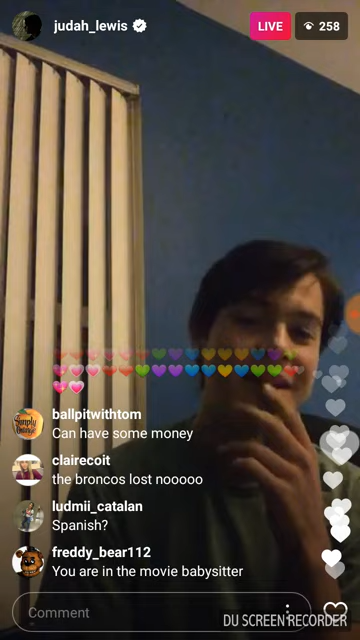 judah_lewis
LIVE
258
ballpitwithtom
Can have some money
clairecoit
the broncos lost nooooo
ludmii_catalan
Spanish?
freddy_bear112
You are in the movie babysitter
Comment
DU SCREEN RECORDER